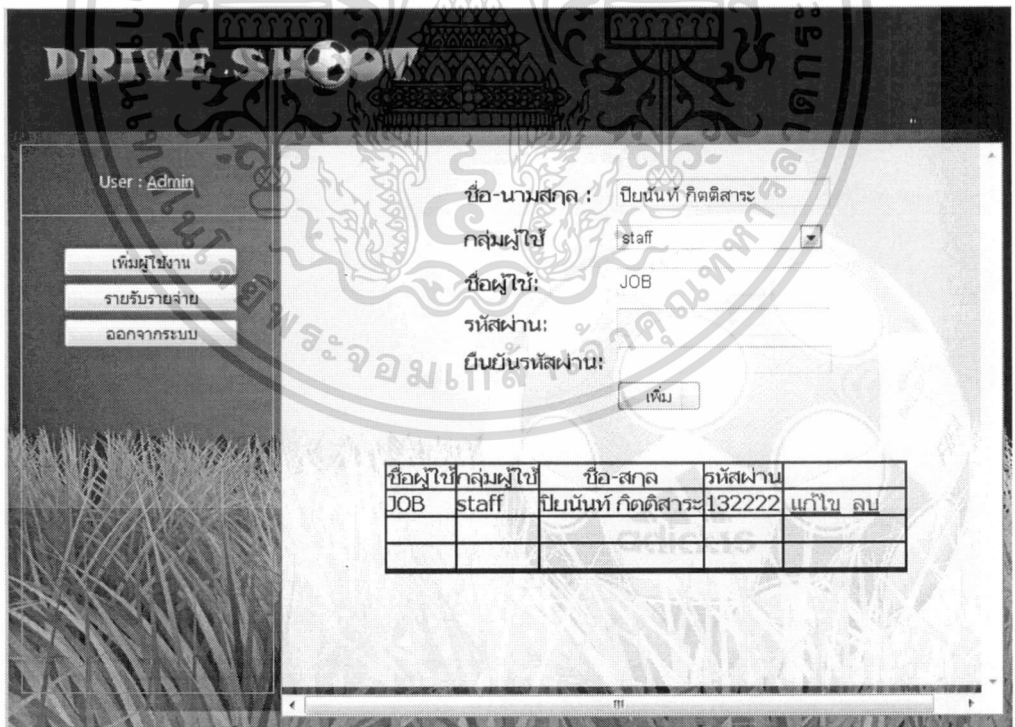 DRIVE SHOOT
User : Admin
เพิ่มผู้ใช้งาน
รายรับรายจ่าย
ออกจากระบบ
ชื่อ-นามสกุล : ปิยนันท์ กิตติสาระ
กลุ่มผู้ใช้ staff
ชื่อผู้ใช้: JOB
รหัสผ่าน:
ยืนยันรหัสผ่าน:
เพิ่ม
ชื่อผู้ใช้ กลุ่มผู้ใช้ ชื่อ-สกุล รหัสผ่าน
JOB staff ปิยนันท์ กิตติสาระ 132222 แก้ไข ลบ